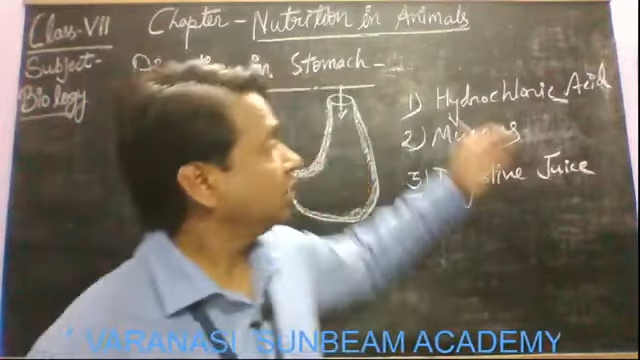 Class-VII Chapter - Nutrition in Animals
Subject-
Biology
in Stomach -
1) Hydrochloric Acid
2)
3) Juice
VARANASI SUNBEAM ACADEMY